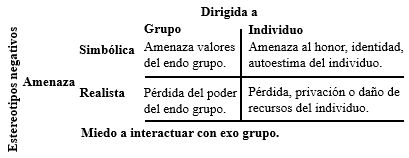 Dirigida a
Grupo Individuo
Estereotipos negativos
Amenaza
Simbólica
Amenaza valores
del endo grupo.
Amenaza al honor, identidad,
autoestima del individuo.
Realista
Pérdida del poder
del endo grupo.
Pérdida, privación o daño de
recursos del individuo.
Miedo a interactuar con exo grupo.